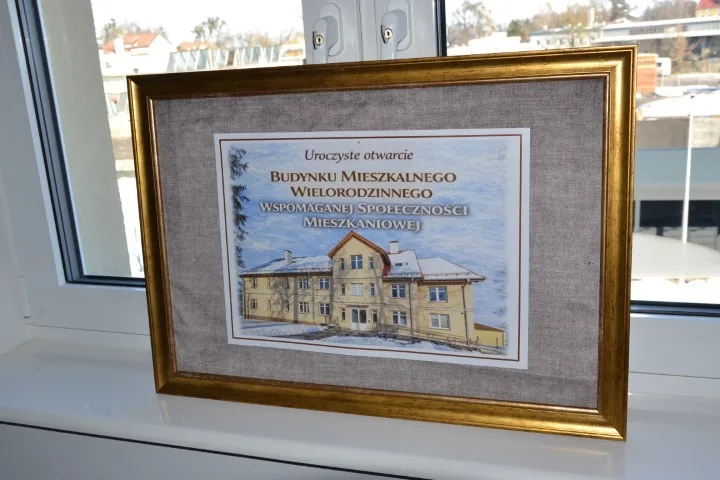 Uroczyste otwarcie
Budynku Mieszkalnego
Wielorodzinnego
Wspomaganej Społeczności
Mieszkaniowej